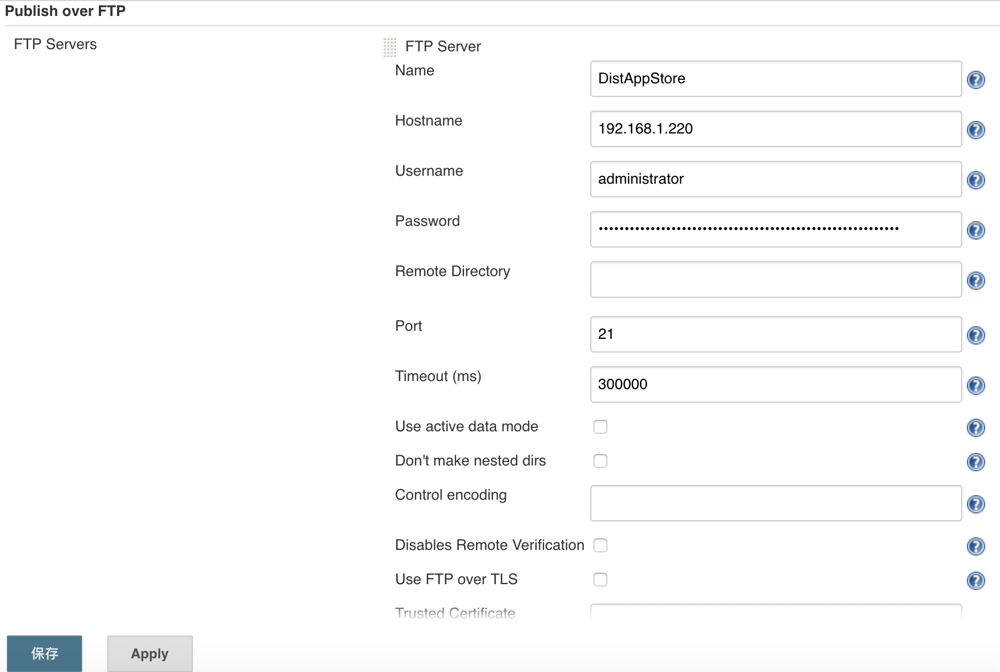 Publish over FTP
FTP Servers
FTP Server
Name
DistAppStore
Hostname
192.168.1.220
Username
administrator
Password
Remote Directory
Port
21
Timeout (ms)
300000
Use active data mode
Don't make nested dirs
Control encoding
Disables Remote Verification
Use FTP over TLS
Trusted Certificate
保存
Apply